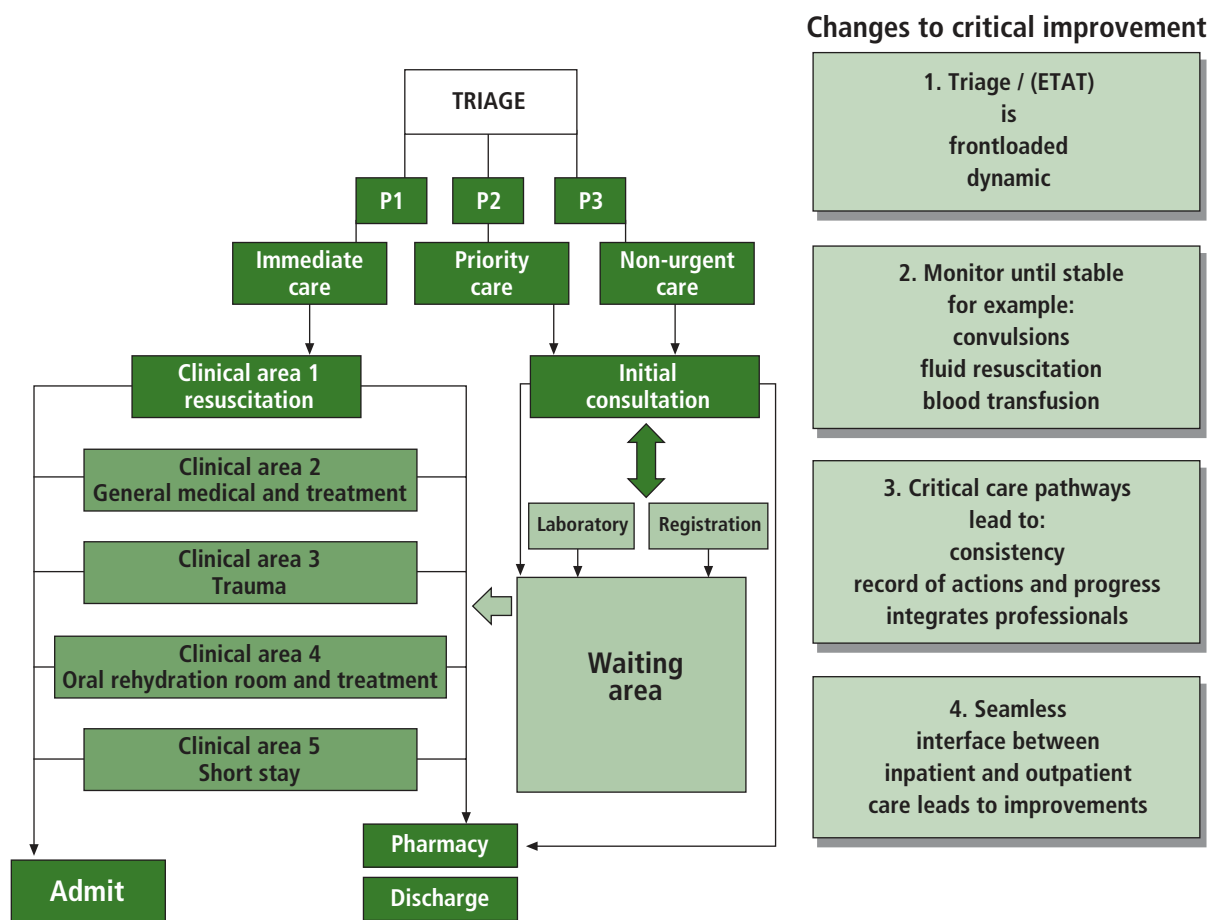 Changes to critical improvement
TRIAGE
P1
P2
P3
Immediate
care
Priority
care
Non-urgent
care
Clinical area 1
resuscitation
Initial
consultation
Clinical area 2
General medical and treatment
Laboratory
Registration
Clinical area 3
Trauma
Waiting
area
Clinical area 4
Oral rehydration room and treatment
Clinical area 5
Short stay
Pharmacy
Admit
Discharge
1. Triage / (ETAT)
is
frontloaded
dynamic
2. Monitor until stable
for example:
convulsions
fluid resuscitation
blood transfusion
3. Critical care pathways
lead to:
consistency
record of actions and progress
integrates professionals
4. Seamless
interface between
inpatient and outpatient
care leads to improvements